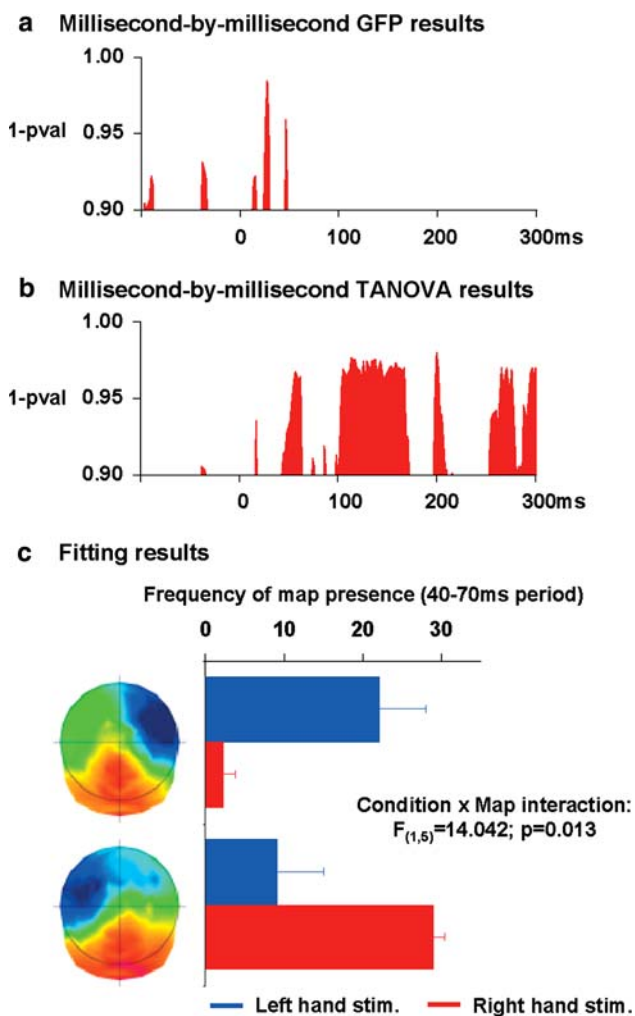 a Millisecond-by-millisecond GFP results
1.00
1-pval 0.95
0.90
0 100 200 300ms
b Millisecond-by-millisecond TANOVA results
1.00
1-pval 0.95
0.90
0 100 200 300ms
c Fitting results
Frequency of map presence (40-70ms period)
0 10 20 30
Condition x Map interaction:
F(1,5)=14.042; p=0.013
Left hand stim. Right hand stim.